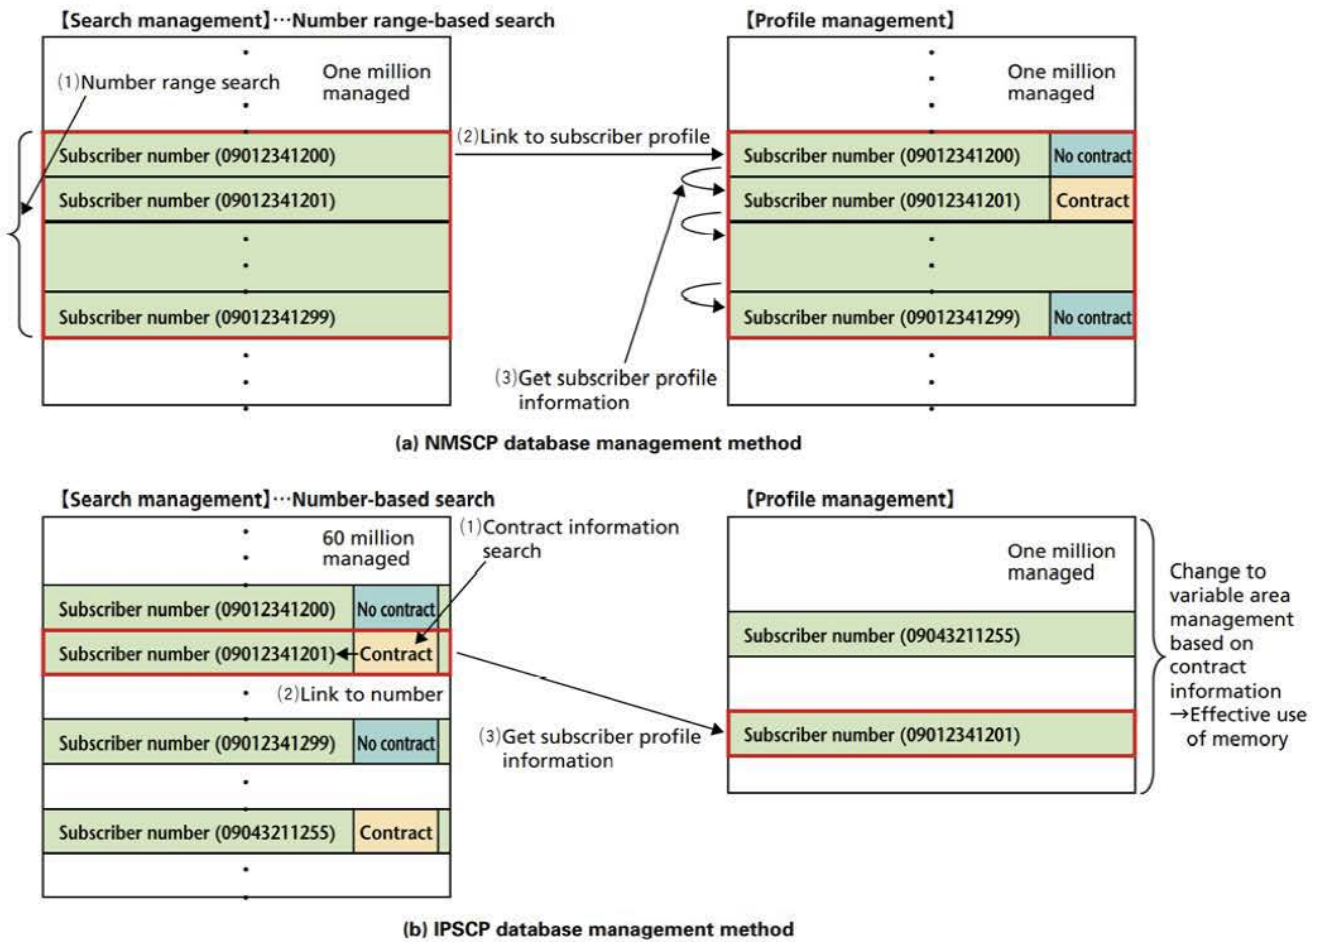 【Search management】…Number range-based search
【Profile management】
(1)Number range search
One million
managed
One million
managed
(2)Link to subscriber profile
Subscriber number (09012341200)
Subscriber number (09012341200)
No contract
Subscriber number (09012341201)
Subscriber number (09012341201)
Contract
Subscriber number (09012341299)
Subscriber number (09012341299)
No contract
(3)Get subscriber profile
information
(a) NMSCP database management method
【Search management】…Number-based search
【Profile management】
60 million
managed
(1)Contract information
search
One million
managed
Subscriber number (09012341200)
No contract
Subscriber number (09012341201)
Contract
(2)Link to number
Subscriber number (09012341299)
No contract
(3)Get subscriber profile
information
Subscriber number (09043211255)
Contract
Subscriber number (09043211255)
Subscriber number (09012341201)
Change to
variable area
management
based on
contract
information
→Effective use
of memory
(b) IPSCP database management method